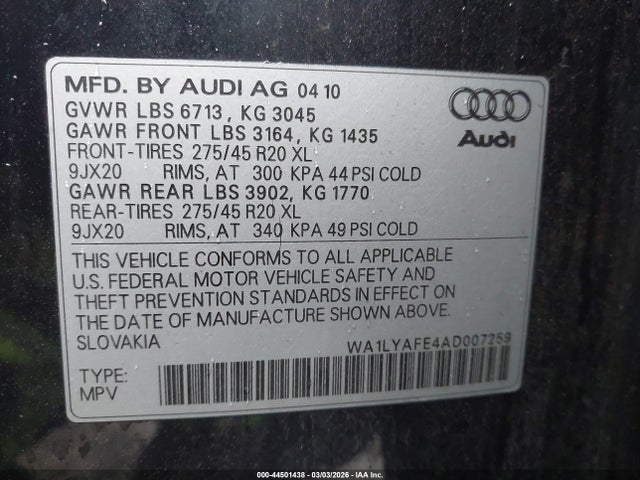 MFD. BY AUDI AG 04 10
GVWR LBS 6713 , KG 3045
GAWR FRONT LBS 3164, KG 1435
FRONT-TIRES 275/45 R20 XL
9JX20 RIMS, AT 300 KPA 44 PSI COLD
GAWR REAR LBS 3902, KG 1770
REAR-TIRES 275/45 R20 XL
9JX20 RIMS, AT 340 KPA 49 PSI COLD
Audi
THIS VEHICLE CONFORMS TO ALL APPLICABLE
U.S. FEDERAL MOTOR VEHICLE SAFETY AND
THEFT PREVENTION STANDARDS IN EFFECT ON
THE DATE OF MANUFACTURE SHOWN ABOVE.
SLOVAKIA WA1LYAFE4AD007259
TYPE:
MPV
000-44501438 - 03/03/2026 - IAA Inc.